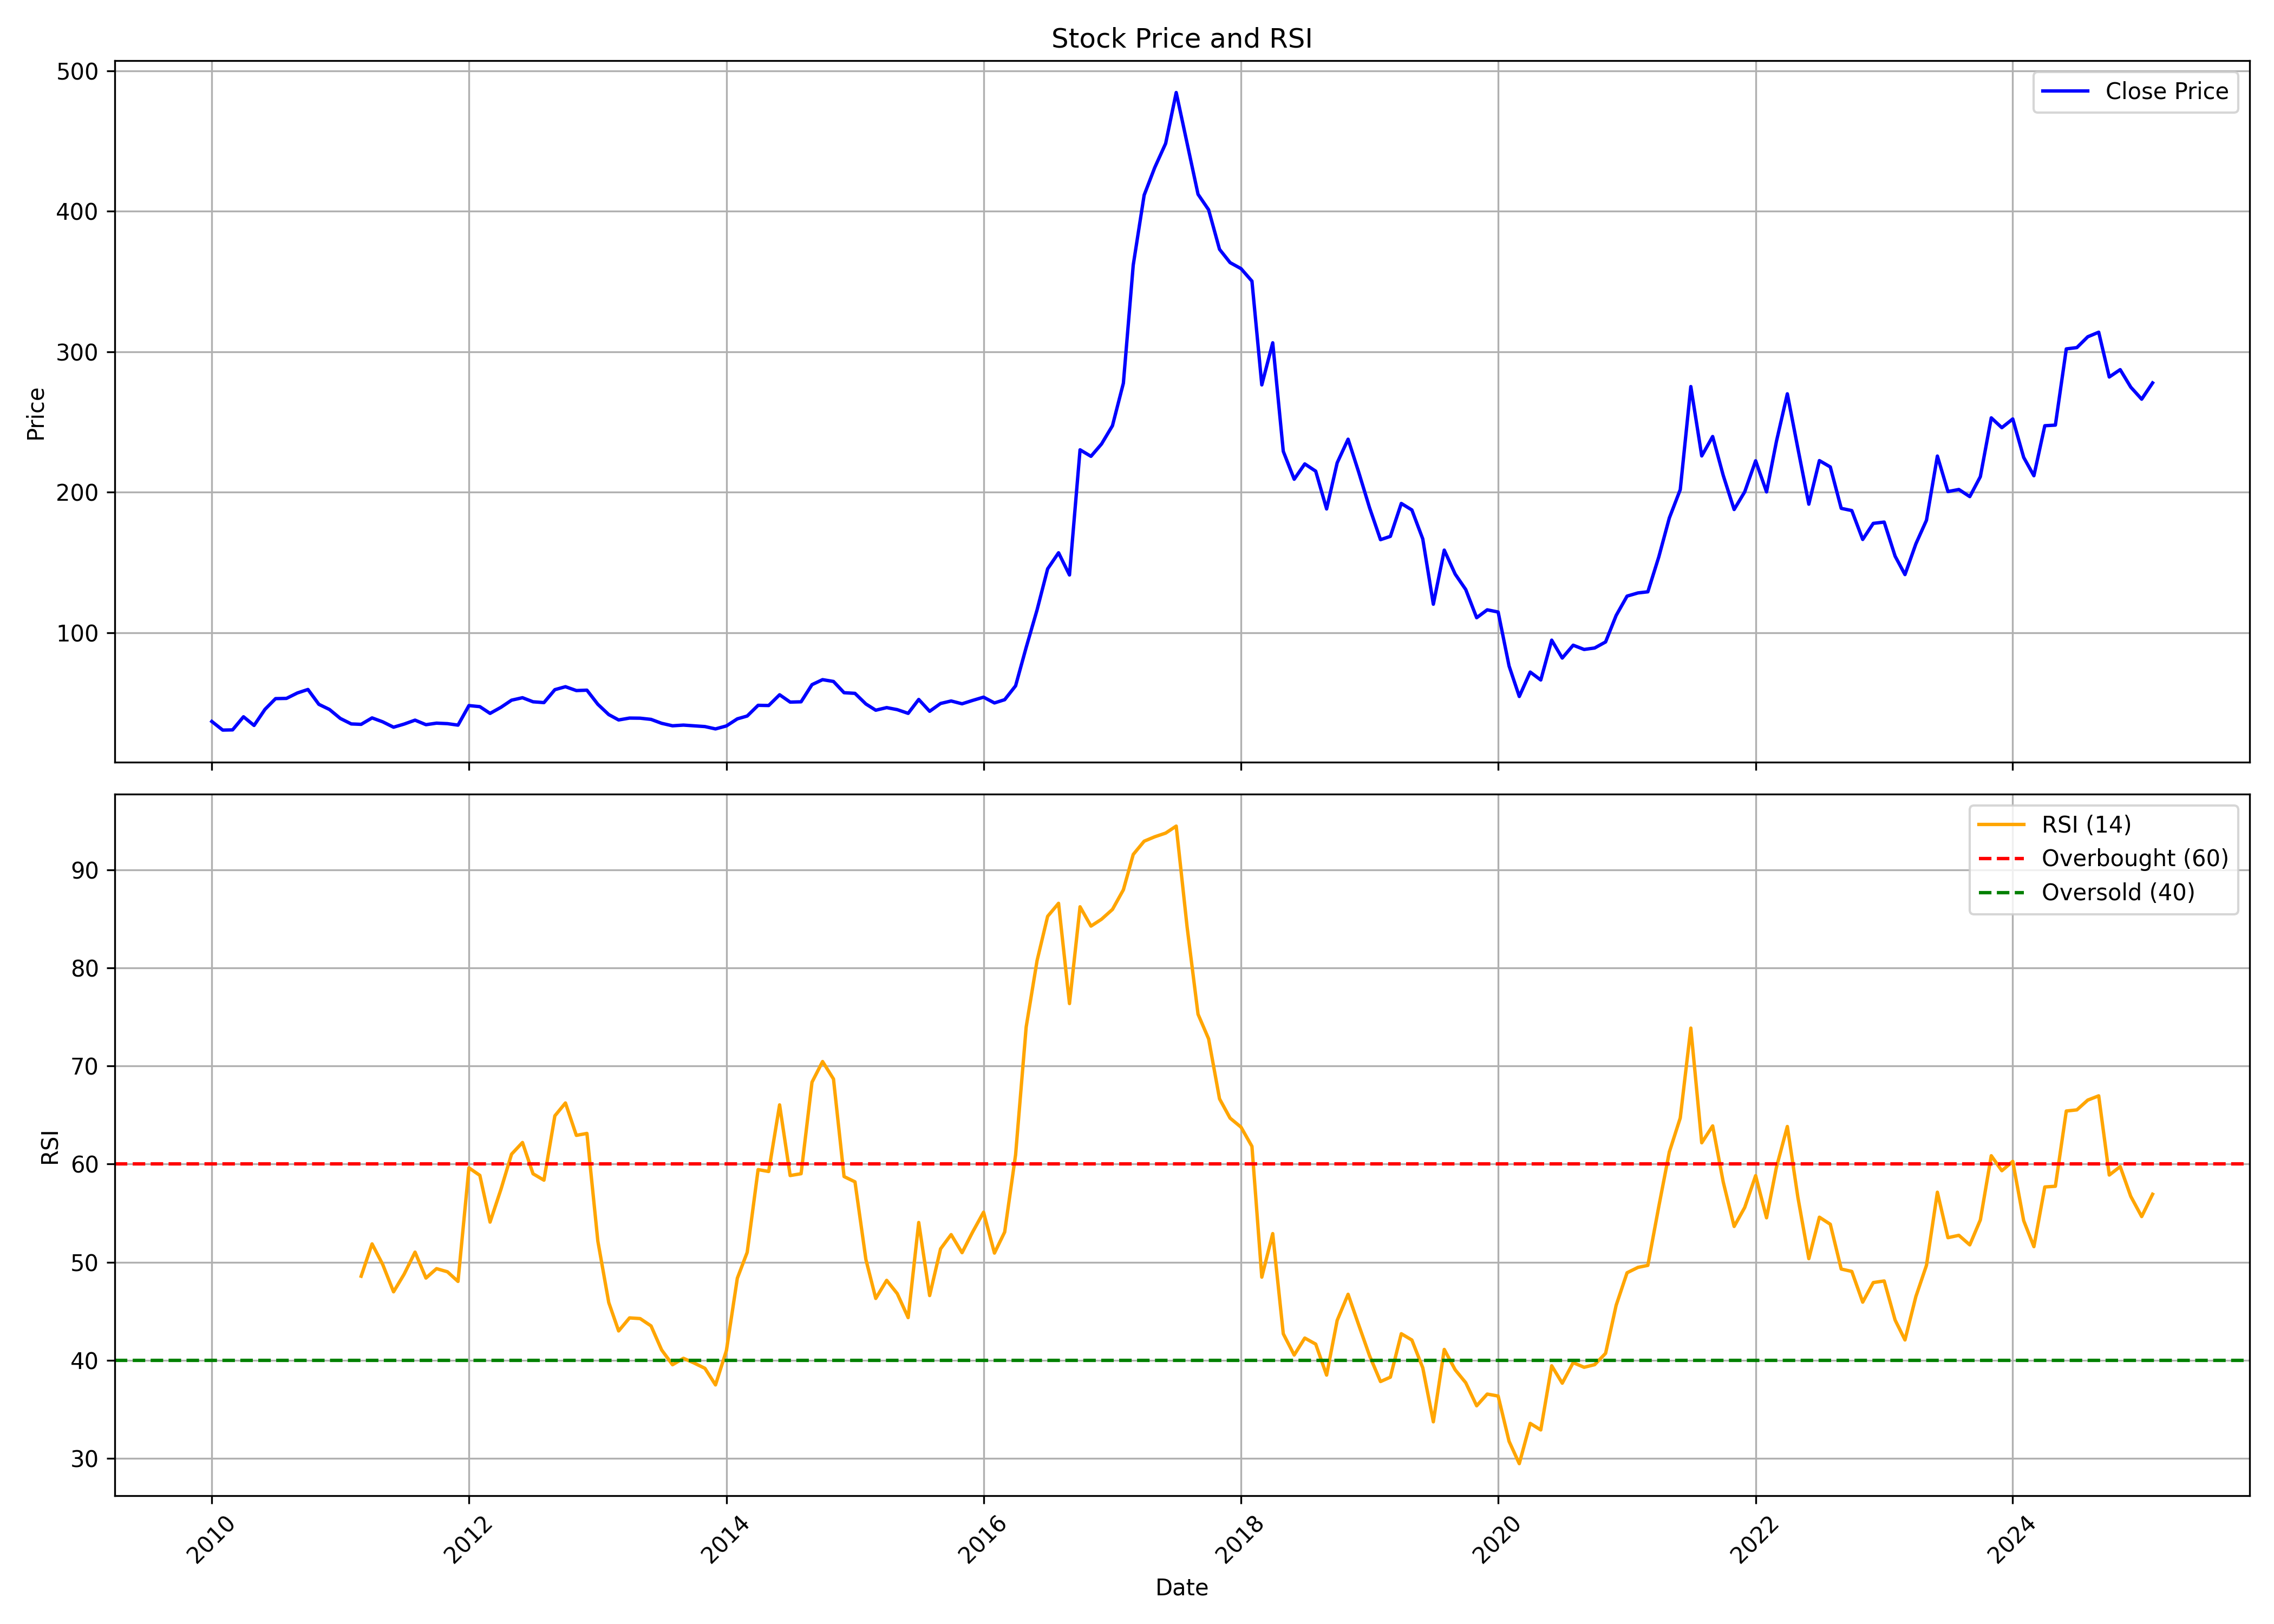 Stock Price and RSI
500
400
300
200
100
Price
Close Price
90
80
70
60
50
40
30
RSI
RSI (14)
Overbought (60)
Oversold (40)
2010
2012
2014
2016
2018
2020
2022
2024
Date